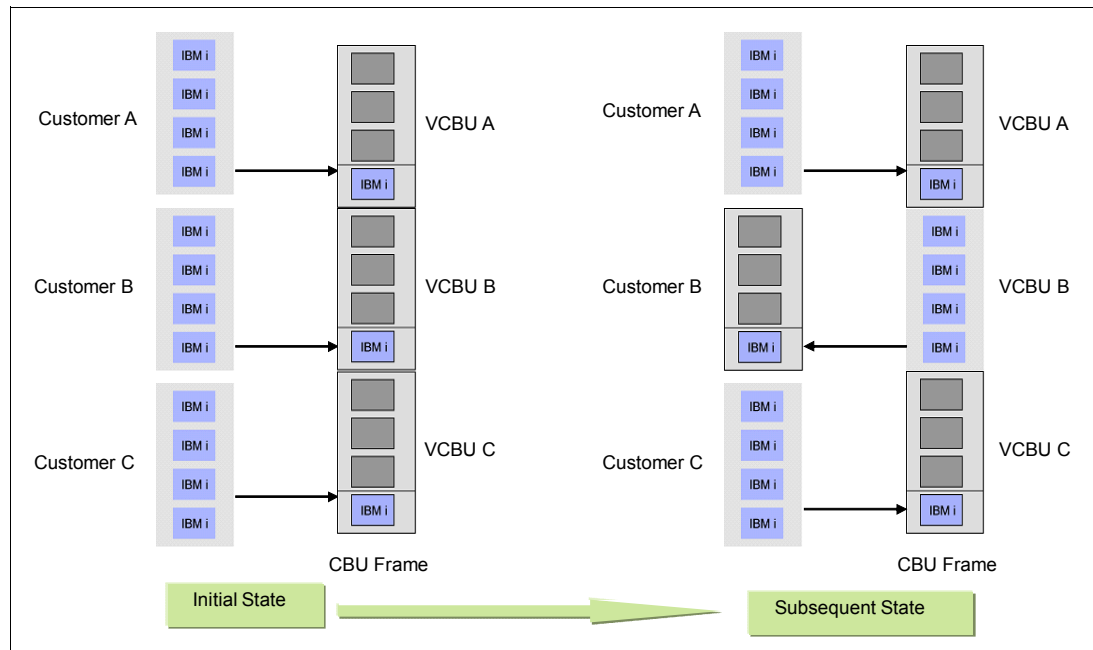 IBM i
IBM i
IBM i
IBM i
Customer A
VCBU A
IBM i
IBM i
IBM i
IBM i
IBM i
Customer B
VCBU B
IBM i
IBM i
IBM i
IBM i
IBM i
Customer C
VCBU C
IBM i
CBU Frame
Initial State
IBM i
IBM i
IBM i
IBM i
Customer A
VCBU A
IBM i
Customer B
IBM i
IBM i
IBM i
IBM i
IBM i
VCBU B
IBM i
IBM i
IBM i
IBM i
Customer C
VCBU C
IBM i
CBU Frame
Subsequent State